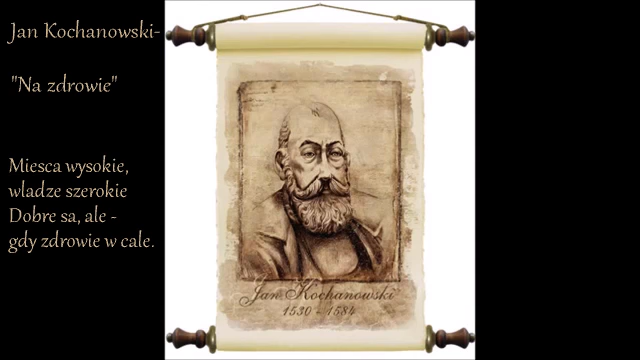 Jan Kochanowski-
"Na zdrowie"
Miesca wysokie,
wladze szerokie
Dobre sa, ale -
gdy zdrowie w cale.
Jan Kochanowski
1530 - 1584